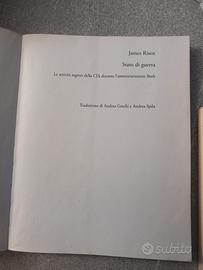 James Risen
Stato di guerra
Le attività segrete della CIA durante l'amministrazione Bush
Traduzione di Andrea Grechi e Andrea Spila
subito